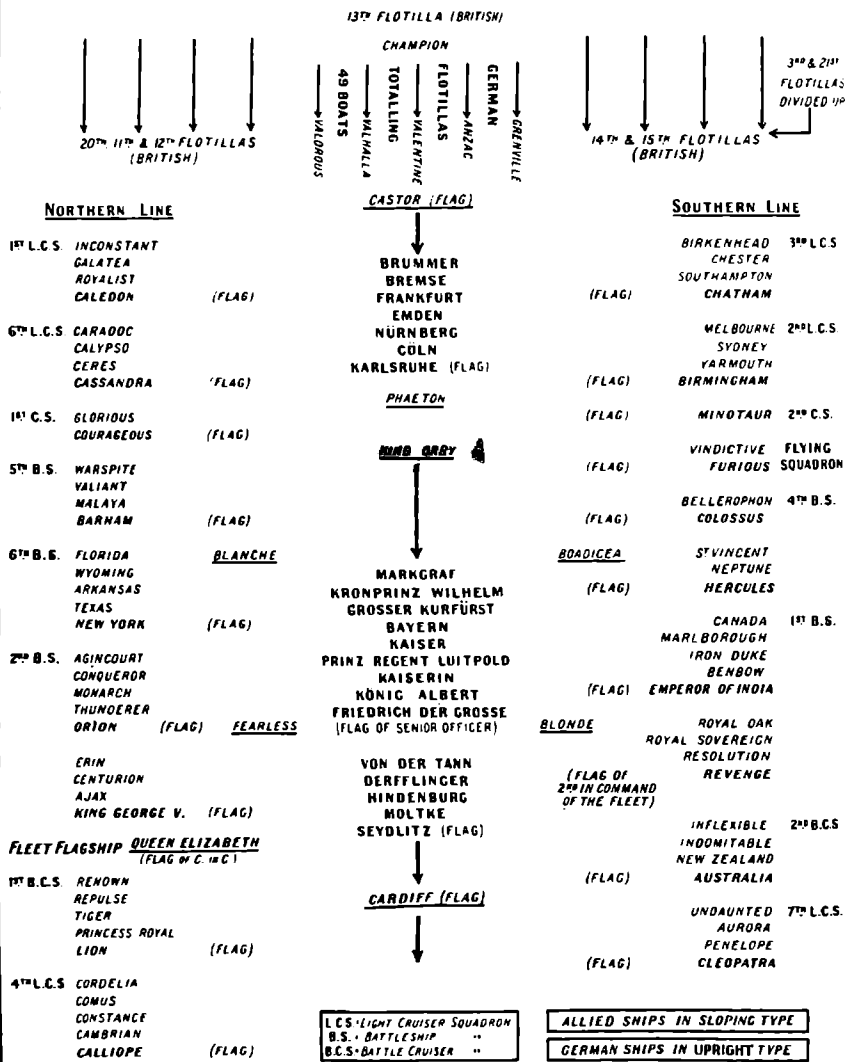 13TH FLOTILLA (BRITISH)
CHAMPION
3RD & 21ST
FLOTILLAS
DIVIDED UP
20TH, 11TH & 12TH FLOTILLAS
(BRITISH)
VALOROUS
49 BOATS
VALHALLA
TOTALLING
VALENTINE
FLOTILLAS
ANZAC
GERMAN
GRENVILLE
14TH & 15TH FLOTILLAS
(BRITISH)
CASTOR (FLAG)
NORTHERN LINE
1ST L.C.S. INCONSTANT
GALATEA
ROYALIST
CALEDON (FLAG)
6TH L.C.S. CARADOC
CALYPSO
CERES
CASSANDRA (FLAG)
1ST C.S. GLORIOUS
COURAGEOUS (FLAG)
5TH B.S. WARSPITE
VALIANT
MALAYA
BARHAM (FLAG)
6TH B.S. FLORIDA BLANCHE
WYOMING
ARKANSAS
TEXAS
NEW YORK (FLAG)
2ND B.S. AGINCOURT
CONQUEROR
MONARCH
THUNDERER
ORION (FLAG) FEARLESS
ERIN
CENTURION
AJAX
KING GEORGE V. (FLAG)
FLEET FLAGSHIP QUEEN ELIZABETH
(FLAG OF C. IN C)
1ST B.C.S. RENOWN
REPULSE
TIGER
PRINCESS ROYAL
LION (FLAG)
4TH L.C.S CORDELIA
COMUS
CONSTANCE
CAMBRIAN
CALLIOPE (FLAG)
BRUMMER
BREMSE
FRANKFURT
EMDEN
NÜRNBERG
CÖLN
KARLSRUHE (FLAG)
PHAETON
KING ORRY
MARKGRAF
KRONPRINZ WILHELM
GROSSER KURFÜRST
BAYERN
KAISER
PRINZ REGENT LUITPOLD
KAISERIN
KÖNIG ALBERT
FRIEDRICH DER GROSSE
(FLAG OF SENIOR OFFICER)
VON DER TANN
DERFFLINGER
HINDENBURG
MOLTKE
SEYDLITZ (FLAG)
CARDIFF (FLAG)
SOUTHERN LINE
BIRKENHEAD 3RD L.C.S
CHESTER
SOUTHAMPTON
(FLAG) CHATHAM
MELBOURNE 2ND L.C.S.
SYDNEY
YARMOUTH
(FLAG) BIRMINGHAM
(FLAG) MINOTAUR 2ND C.S.
VINDICTIVE FLYING
(FLAG) FURIOUS SQUADRON
BELLEROPHON 4TH B.S.
(FLAG) COLOSSUS
BOADICEA ST VINCENT
NEPTUNE
(FLAG) HERCULES
CANADA 1ST B.S.
MARLBOROUGH
IRON DUKE
BENBOW
(FLAG) EMPEROR OF INDIA
BLONDE ROYAL OAK
ROYAL SOVEREIGN
RESOLUTION
(FLAG OF REVENGE
2ND IN COMMAND
OF THE FLEET)
INFLEXIBLE 2ND B.C.S
INDOMITABLE
NEW ZEALAND
(FLAG) AUSTRALIA
UNDAUNTED 7TH L.C.S.
AURORA
PENELOPE
(FLAG) CLEOPATRA
L.C.S = LIGHT CRUISER SQUADRON
B.S. = BATTLESHIP "
B.C.S = BATTLE CRUISER "
ALLIED SHIPS IN SLOPING TYPE
GERMAN SHIPS IN UPRIGHT TYPE